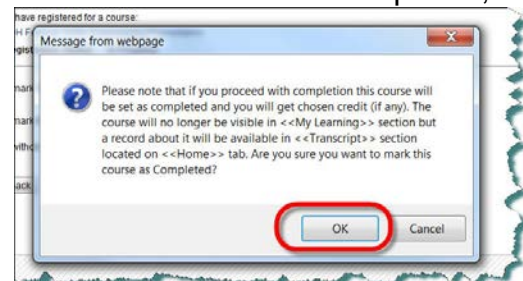 have registered for a course:
Message from webpage
Please note that if you proceed with completion this course will
be set as completed and you will get chosen credit (if any). The
course will no longer be visible in <<My Learning>> section but
a record about it will be available in <<Transcript>> section
located on <<Home>> tab. Are you sure you want to mark this
course as Completed?
OK Cancel